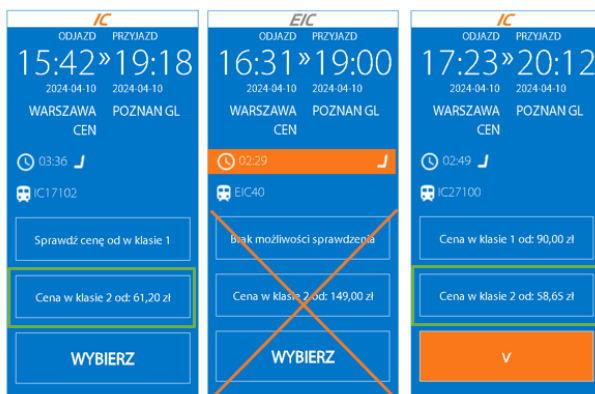 IC
ODJAZD PRZYJAZD
15:42 » 19:18
2024-04-10 2024-04-10
WARSZAWA CEN POZNAN GL
03:36
IC17102
Sprawdź cenę od w klasie 1
Cena w klasie 2 od: 61,20 zł
WYBIERZ
EIC
ODJAZD PRZYJAZD
16:31 » 19:00
2024-04-10 2024-04-10
WARSZAWA CEN POZNAN GL
02:29
EIC40
Brak możliwości sprawdzenia
Cena w klasie 2 od: 149,00 zł
WYBIERZ
IC
ODJAZD PRZYJAZD
17:23 » 20:12
2024-04-10 2024-04-10
WARSZAWA CEN POZNAN GL
02:49
IC27100
Cena w klasie 1 od: 90,00 zł
Cena w klasie 2 od: 58,65 zł
V